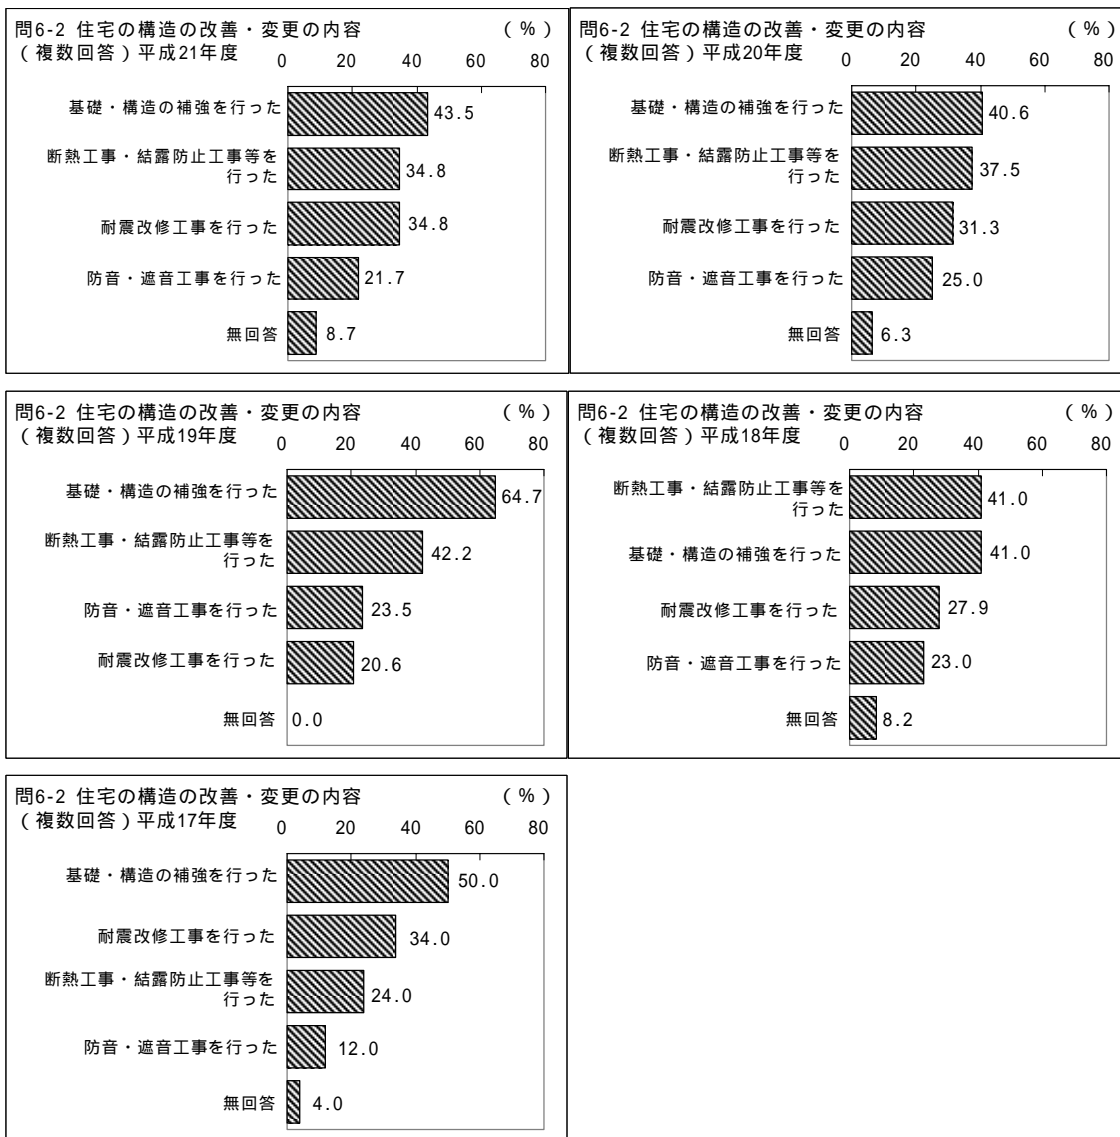 問6-2 住宅の構造の改善・変更の内容 (%)
(複数回答)平成21年度
0 20 40 60 80
基礎・構造の補強を行った 43.5
断熱工事・結露防止工事等を
行った 34.8
耐震改修工事を行った 34.8
防音・遮音工事を行った 21.7
無回答 8.7
問6-2 住宅の構造の改善・変更の内容 (%)
(複数回答)平成20年度
0 20 40 60 80
基礎・構造の補強を行った 40.6
断熱工事・結露防止工事等を
行った 37.5
耐震改修工事を行った 31.3
防音・遮音工事を行った 25.0
無回答 6.3
問6-2 住宅の構造の改善・変更の内容 (%)
(複数回答)平成19年度
0 20 40 60 80
基礎・構造の補強を行った 64.7
断熱工事・結露防止工事等を
行った 42.2
防音・遮音工事を行った 23.5
耐震改修工事を行った 20.6
無回答 0.0
問6-2 住宅の構造の改善・変更の内容 (%)
(複数回答)平成18年度
0 20 40 60 80
断熱工事・結露防止工事等を
行った 41.0
基礎・構造の補強を行った 41.0
耐震改修工事を行った 27.9
防音・遮音工事を行った 23.0
無回答 8.2
問6-2 住宅の構造の改善・変更の内容 (%)
(複数回答)平成17年度
0 20 40 60 80
基礎・構造の補強を行った 50.0
耐震改修工事を行った 34.0
断熱工事・結露防止工事等を
行った 24.0
防音・遮音工事を行った 12.0
無回答 4.0